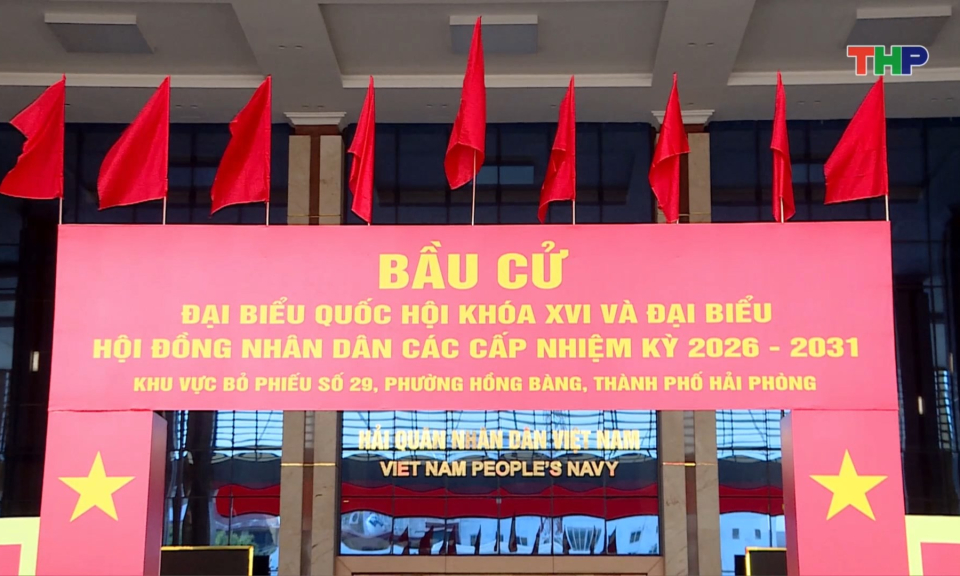 THP
BẦU CỬ
ĐẠI BIỂU QUỐC HỘI KHÓA XVI VÀ ĐẠI BIỂU
HỘI ĐỒNG NHÂN DÂN CÁC CẤP NHIỆM KỲ 2026 - 2031
KHU VỰC BỎ PHIẾU SỐ 29, PHƯỜNG HỒNG BÀNG, THÀNH PHỐ HẢI PHÒNG
HẢI QUÂN NHÂN DÂN VIỆT NAM
VIET NAM PEOPLE'S NAVY